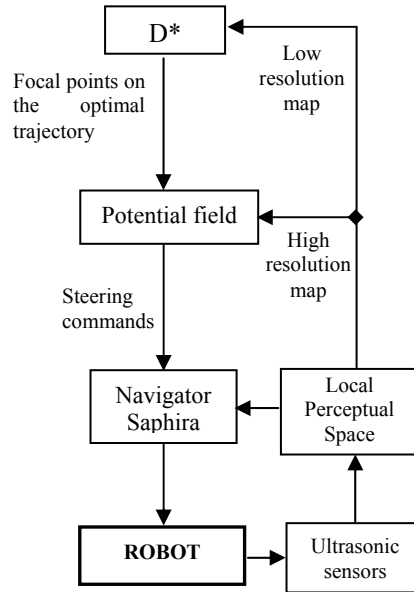 D*
Low
resolution
map
Focal points on
the optimal
trajectory
Potential field
High
resolution
map
Steering
commands
Navigator
Saphira
Local
Perceptual
Space
ROBOT
Ultrasonic
sensors